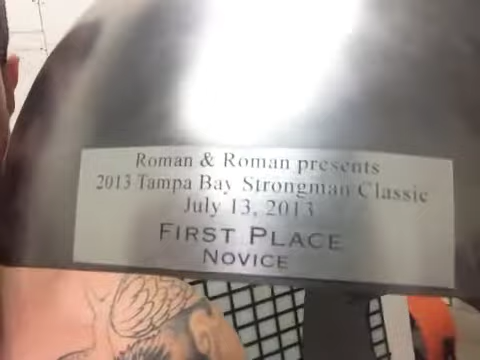 Roman & Roman presents
2013 Tampa Bay Strongman Classic
July 13, 2013
FIRST PLACE
NOVICE